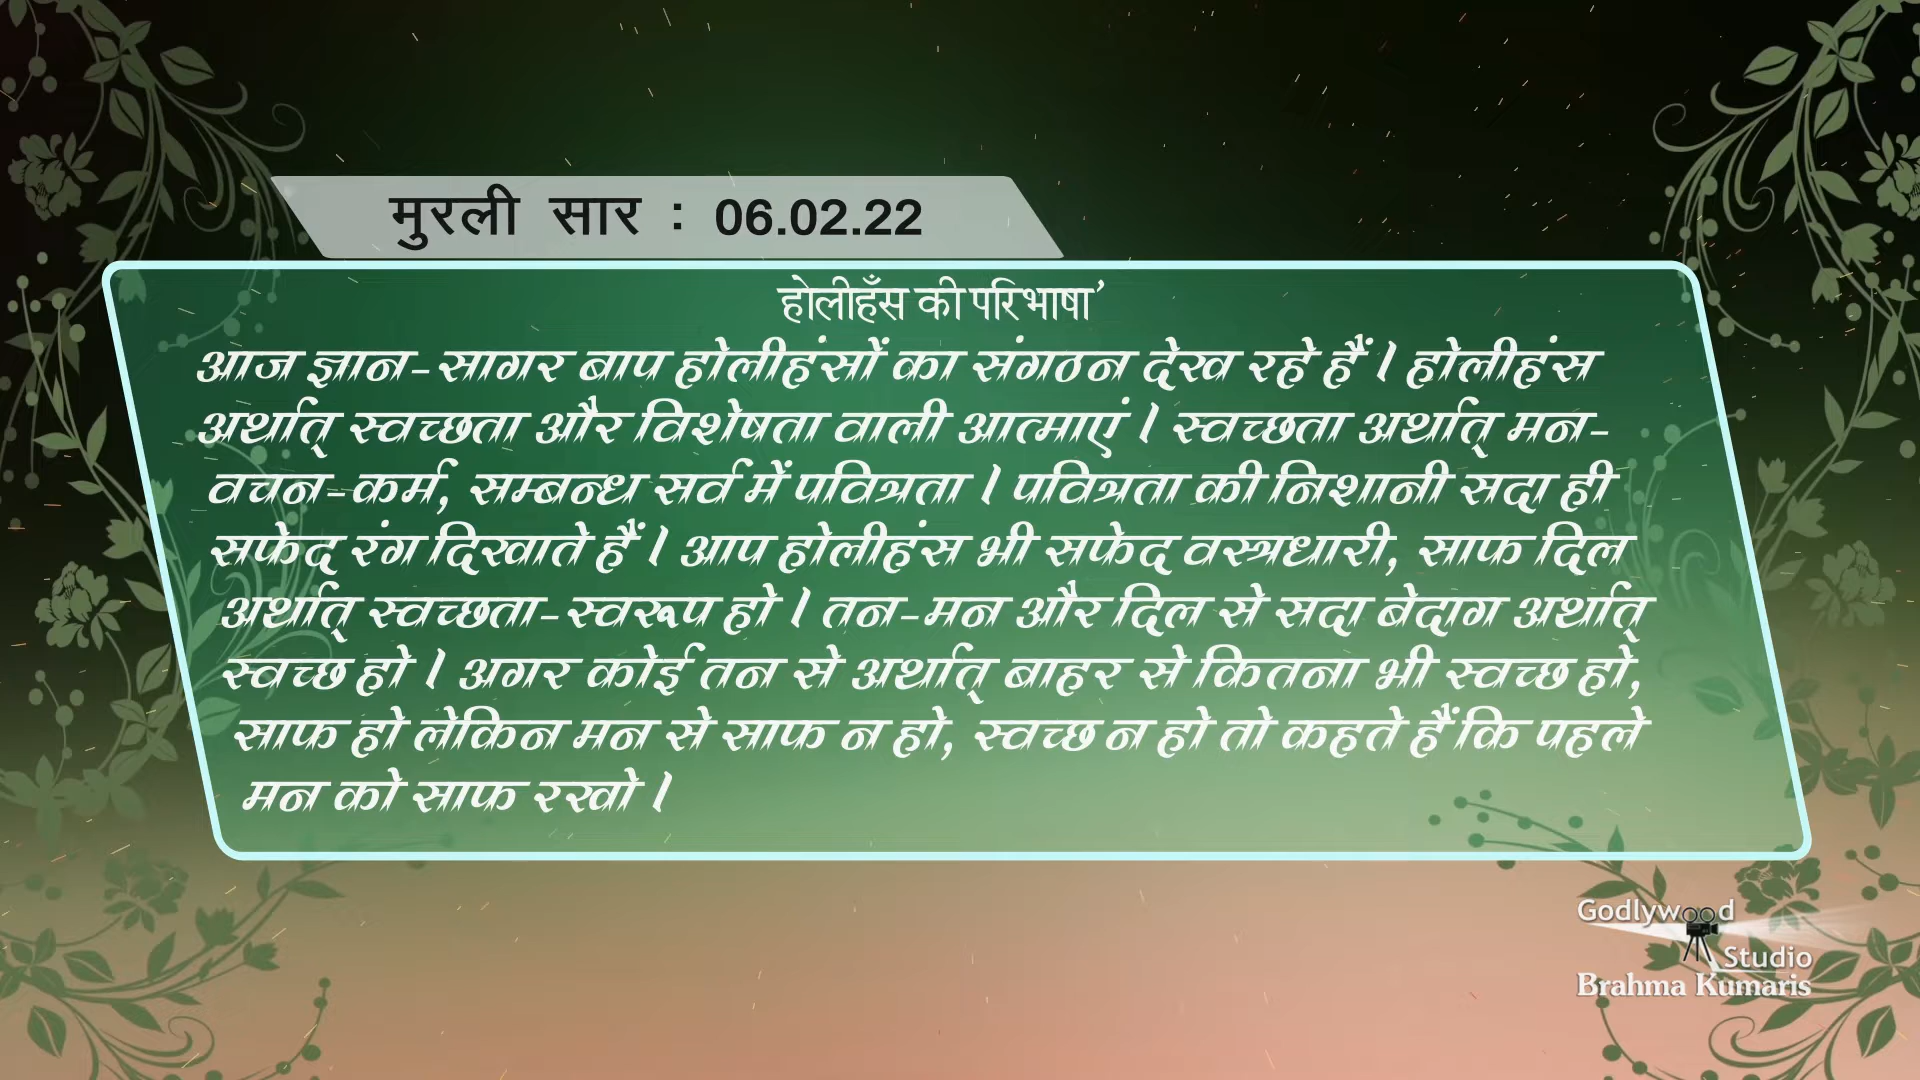 मुरली सार : 06.02.22
होलीहँस की परिभाषा’
आज ज्ञान-सागर बाप होलीहंसों का संगठन देख रहे हैं । होलीहंस
अर्थात् स्वच्छता और विशेषता वाली आत्माएं । स्वच्छता अर्थात् मन-
वचन-कर्म, सम्बन्ध सर्व में पवित्रता । पवित्रता की निशानी सदा ही
सफेद रंग दिखाते हैं । आप होलीहंस भी सफेद वस्त्रधारी, साफ दिल
अर्थात् स्वच्छता-स्वरूप हो । तन-मन और दिल से सदा बेदाग अर्थात्
स्वच्छ हो । अगर कोई तन से अर्थात् बाहर से कितना भी स्वच्छ हो,
साफ हो लेकिन मन से साफ न हो, स्वच्छ न हो तो कहते हैं कि पहले
मन को साफ रखो ।
Godlywood
Studio
Brahma Kumaris